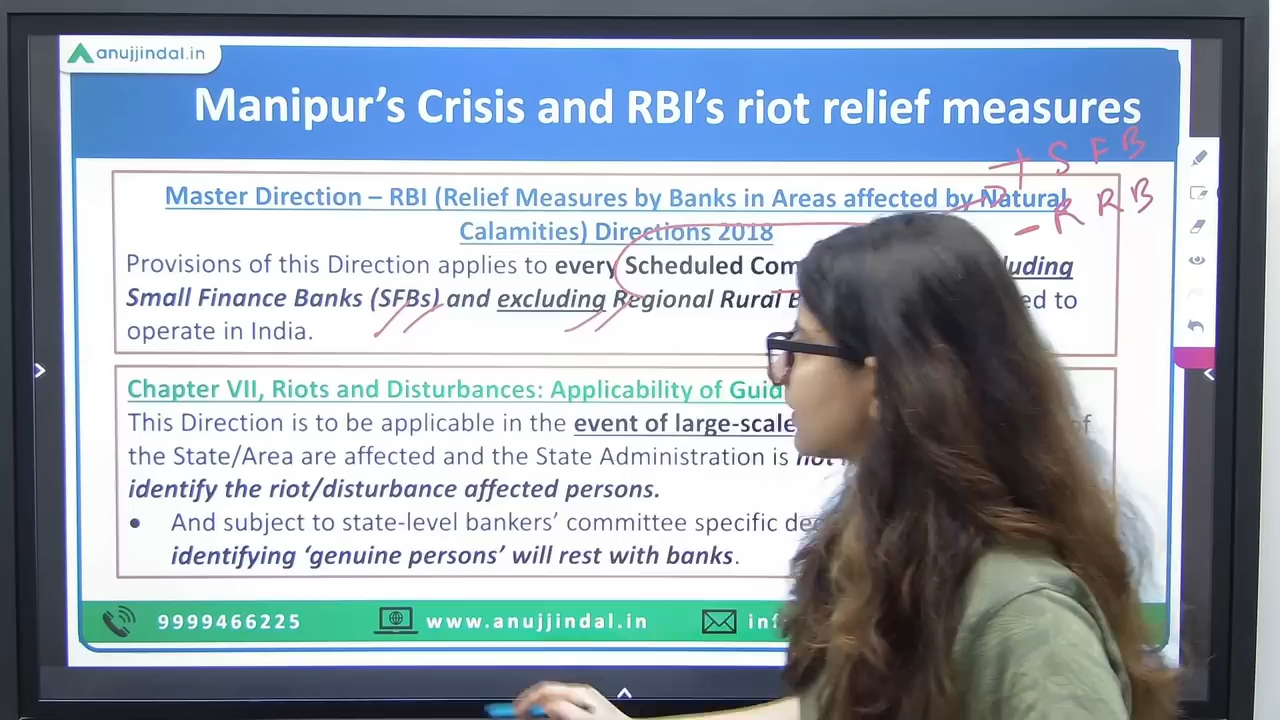 anujjindal.in
Manipur's Crisis and RBI's riot relief measures
+ SFB
- RRB
Master Direction – RBI (Relief Measures by Banks in Areas affected by Natural
Calamities) Directions 2018
Provisions of this Direction applies to every Scheduled
Small Finance Banks (SFBs) and excluding Regional Rural
operate in India.
Chapter VII, Riots and Disturbances: Applicability of
This Direction is to be applicable in the event of large-scale
the State/Area are affected and the State Administration is not
identify the riot/disturbance affected persons.
● And subject to state-level bankers' committee specific
identifying 'genuine persons' will rest with banks.
9999466225 www.anujjindal.in